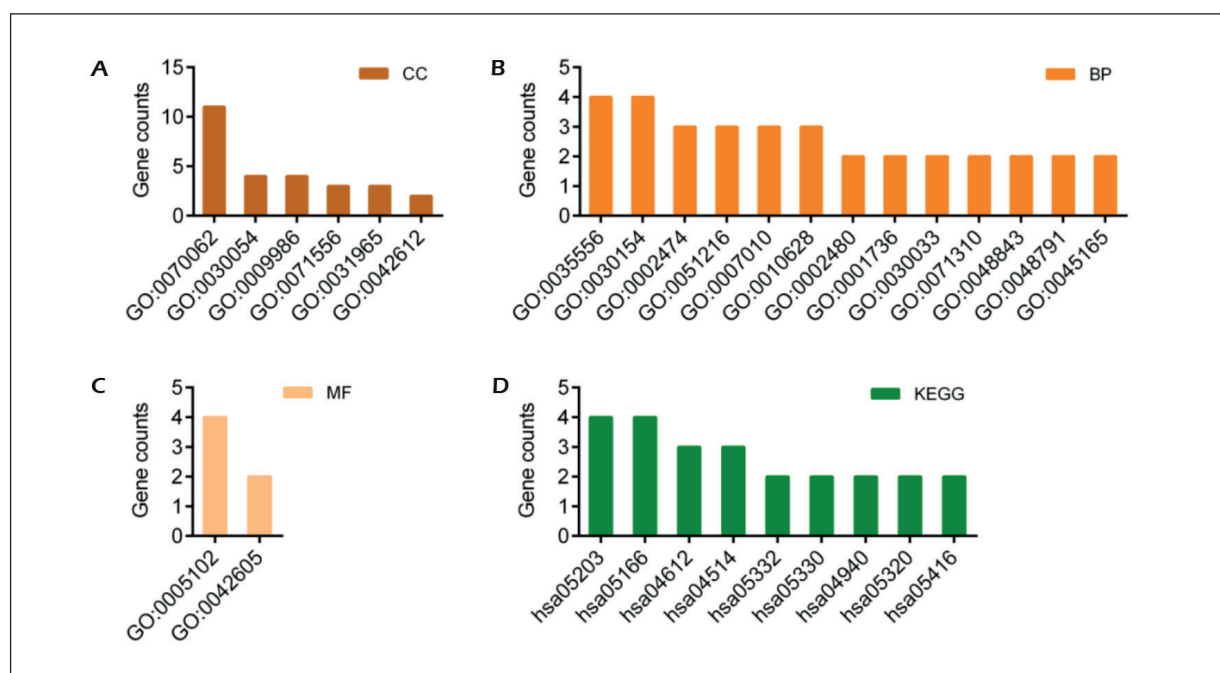 A
CC
Gene counts
15
10
5
0
GO:0070062
GO:0030054
GO:0009986
GO:0071556
GO:0031965
GO:0042612
B
BP
Gene counts
5
4
3
2
1
0
GO:0035556
GO:0030154
GO:0002474
GO:0051216
GO:0007010
GO:0010628
GO:0002480
GO:0001736
GO:0030033
GO:0071310
GO:0048843
GO:0048791
GO:0045165
C
MF
Gene counts
5
4
3
2
1
0
GO:0005102
GO:0042605
D
KEGG
Gene counts
5
4
3
2
1
0
hsa05203
hsa05166
hsa04612
hsa04514
hsa05332
hsa05330
hsa04940
hsa05320
hsa05416